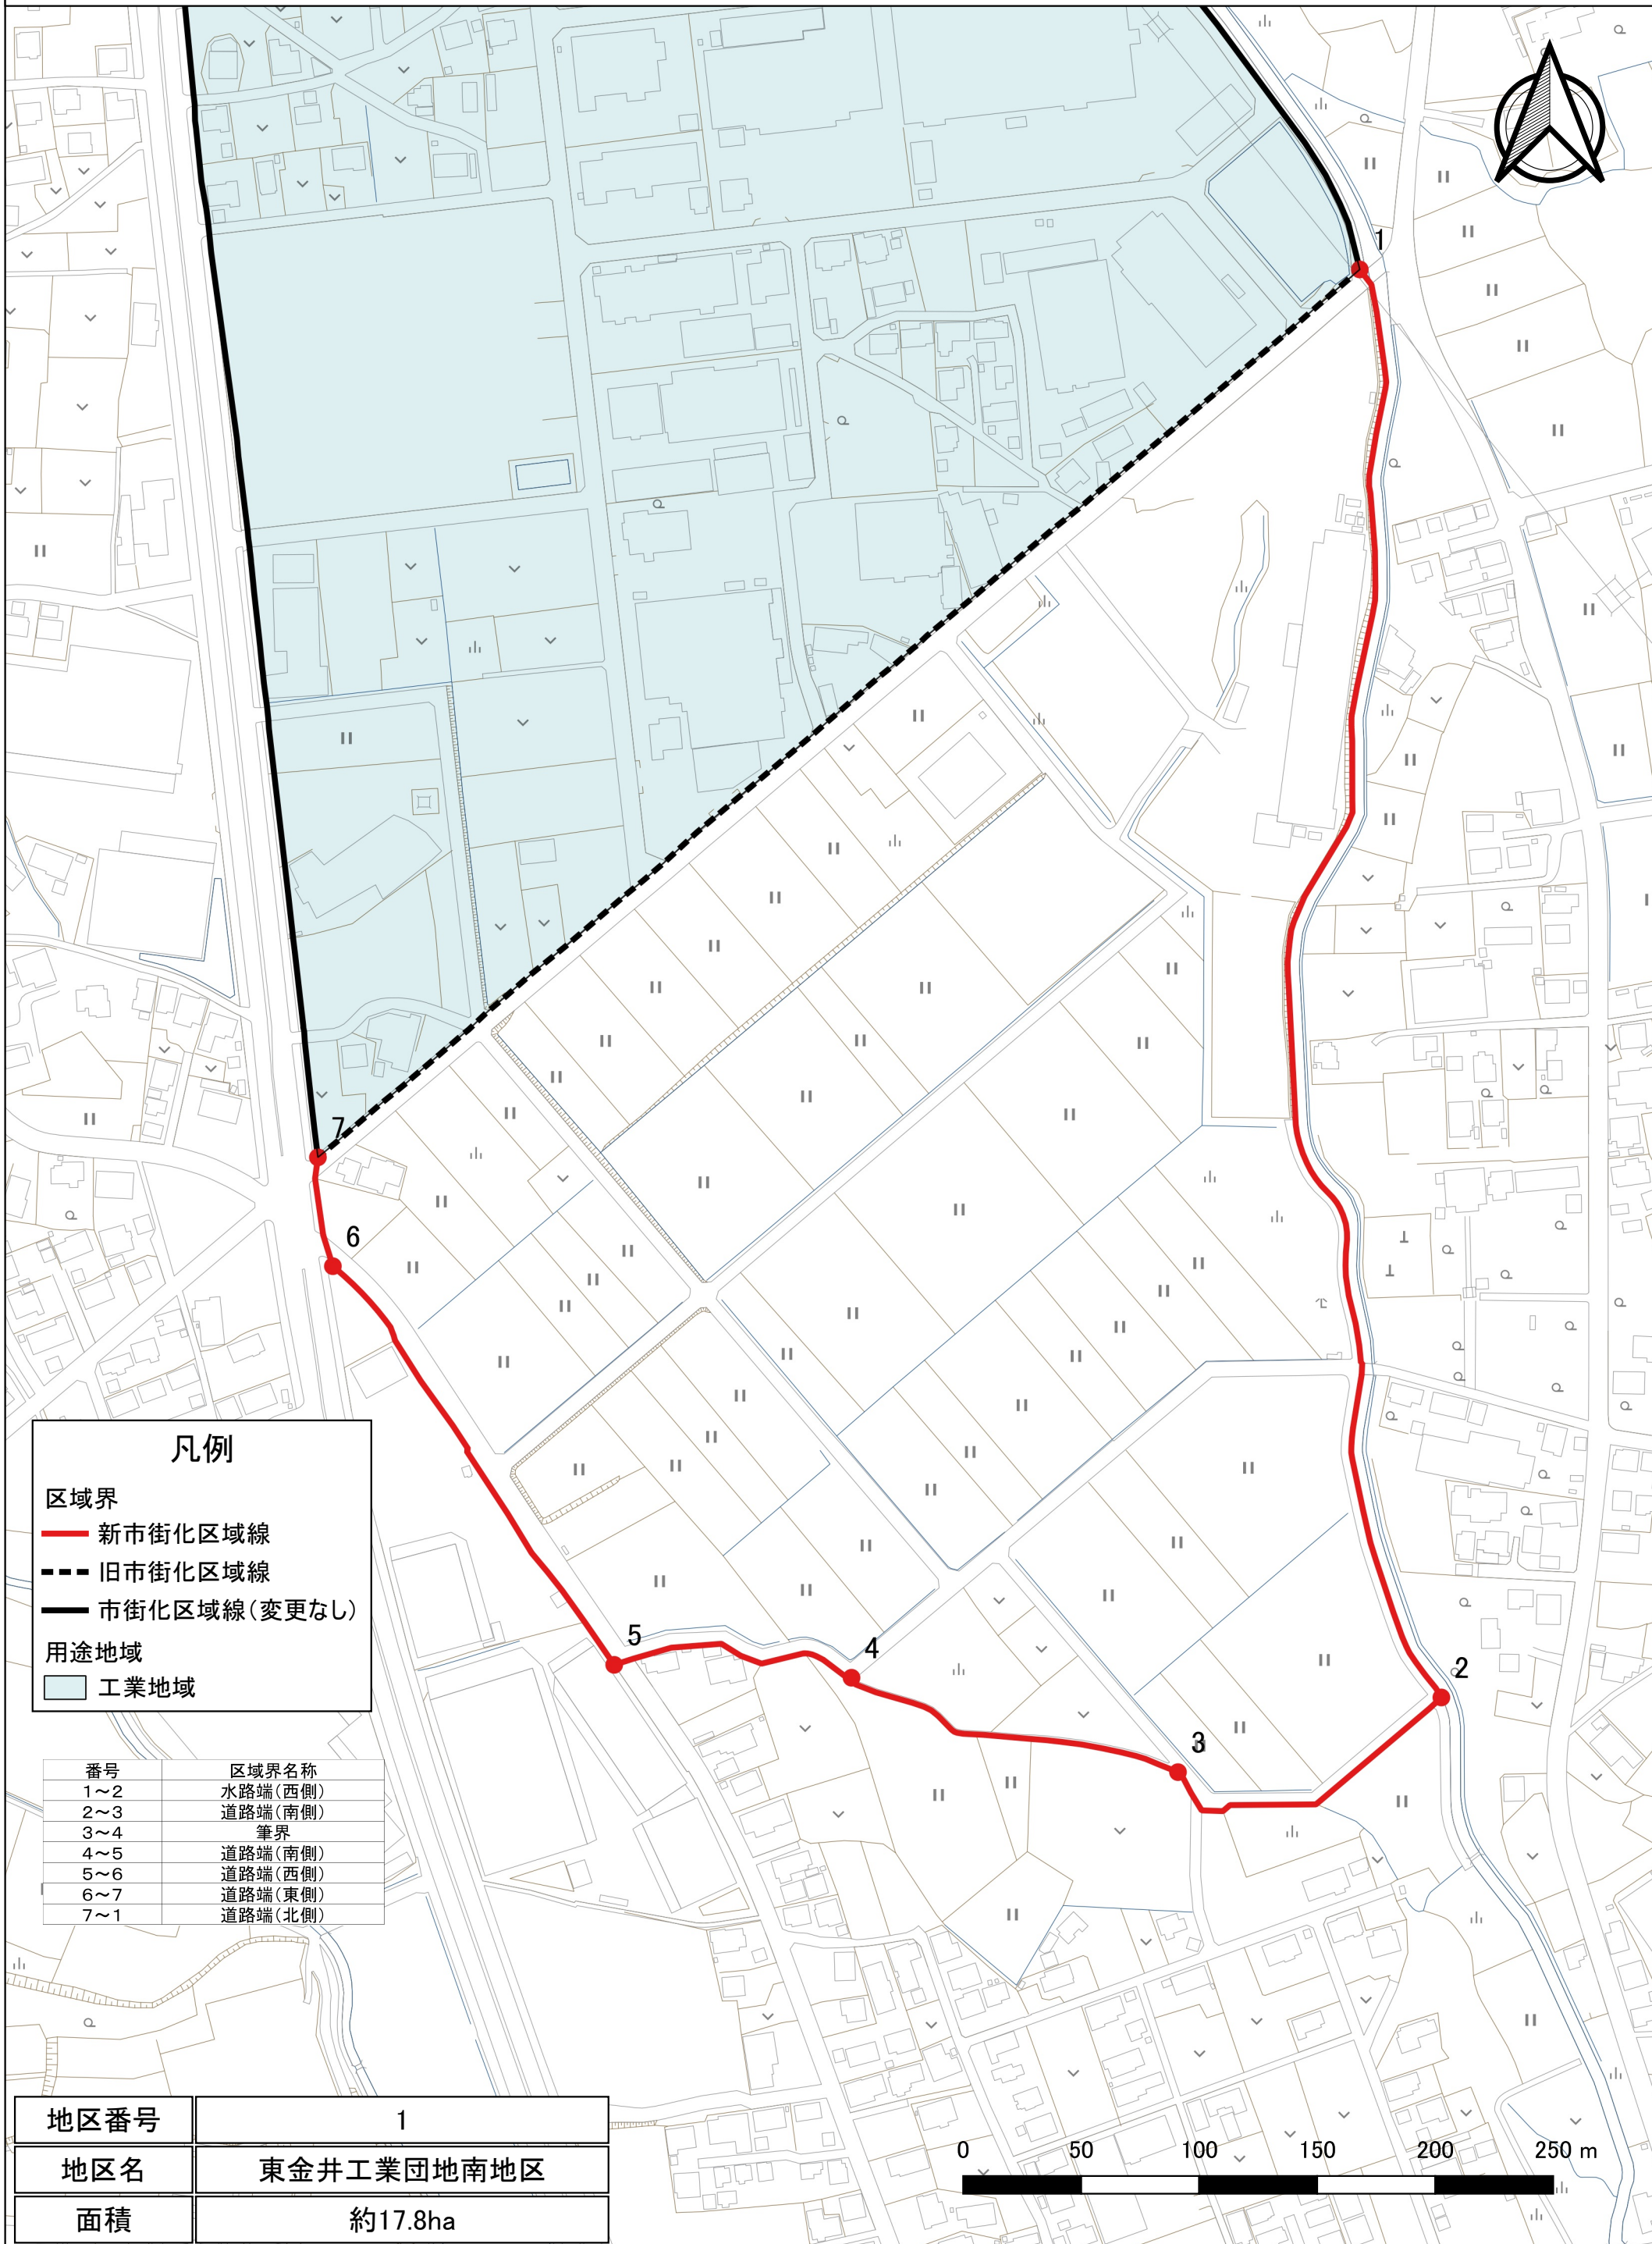 1
7
6
5
4
2
3
凡例
区域界
新市街化区域線
旧市街化区域線
市街化区域線(変更なし)
用途地域
工業地域
番号 区域界名称
1～2 水路端(西側)
2～3 道路端(南側)
3～4 筆界
4～5 道路端(南側)
5～6 道路端(西側)
6～7 道路端(東側)
7～1 道路端(北側)
地区番号 1
地区名 東金井工業団地南地区
面積 約17.8ha
0 50 100 150 200 250 m